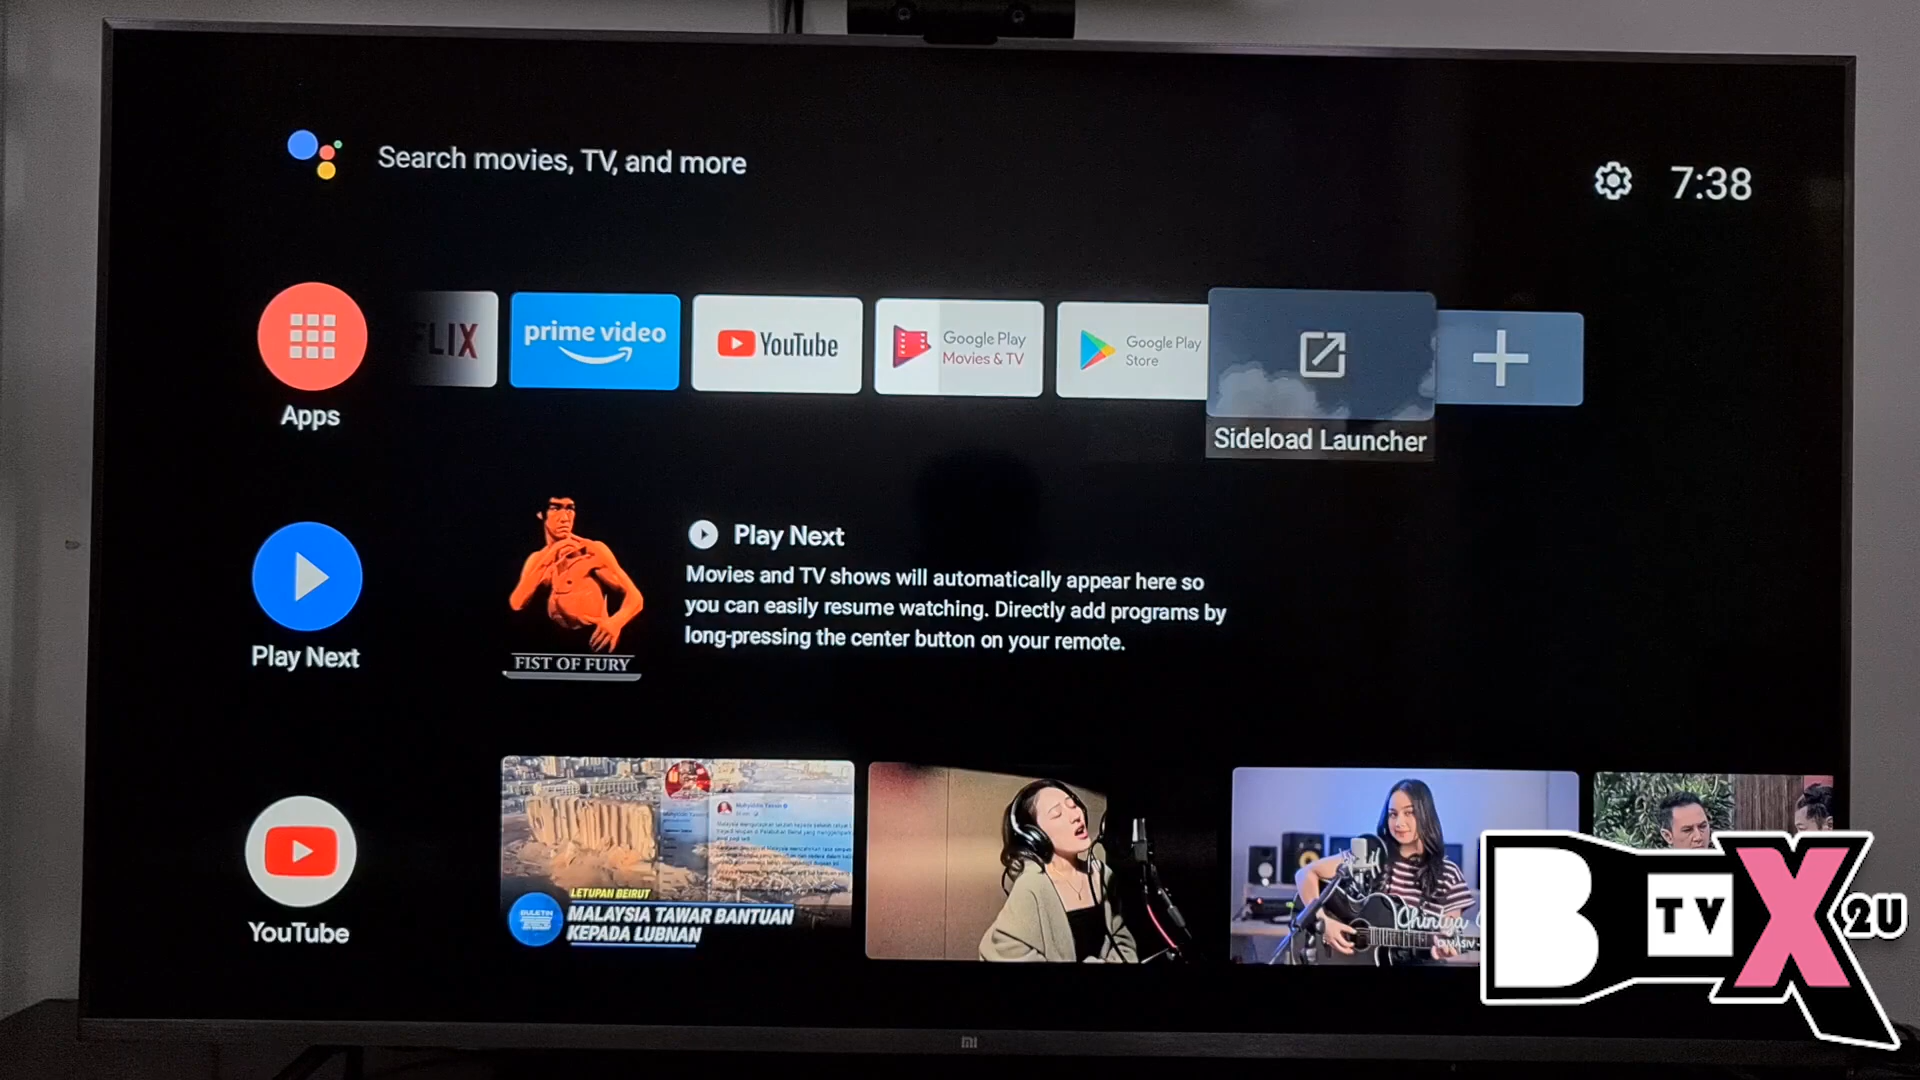 Search movies, TV, and more
7:38
FLIX
prime video
YouTube
Google Play
Movies & TV
Google Play
Store
Apps
Sideload Launcher
FIST OF FURY
Play Next
Movies and TV shows will automatically appear here so
you can easily resume watching. Directly add programs by
long-pressing the center button on your remote.
Play Next
LETUPAN BEIRUT
BULETIN
MALAYSIA TAWAR BANTUAN
KEPADA LUBNAN
Chintya
YouTube
B TV X 2U
mi